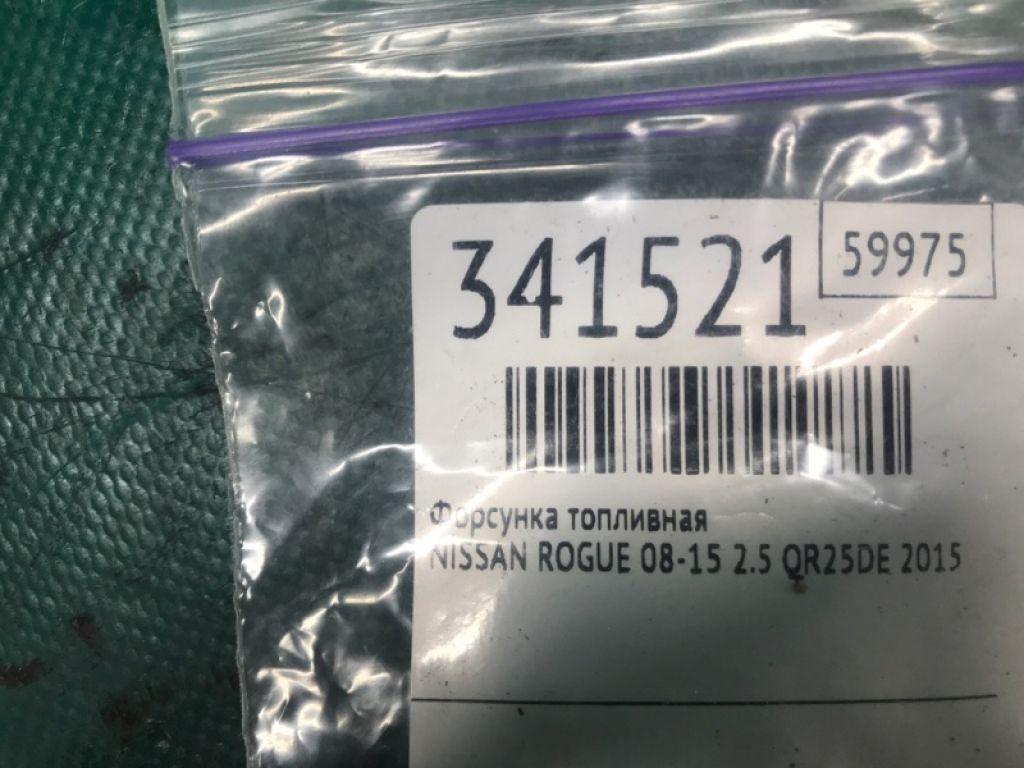 341521
59975
Форсунка топливная
NISSAN ROGUE 08-15 2.5 QR25DE 2015